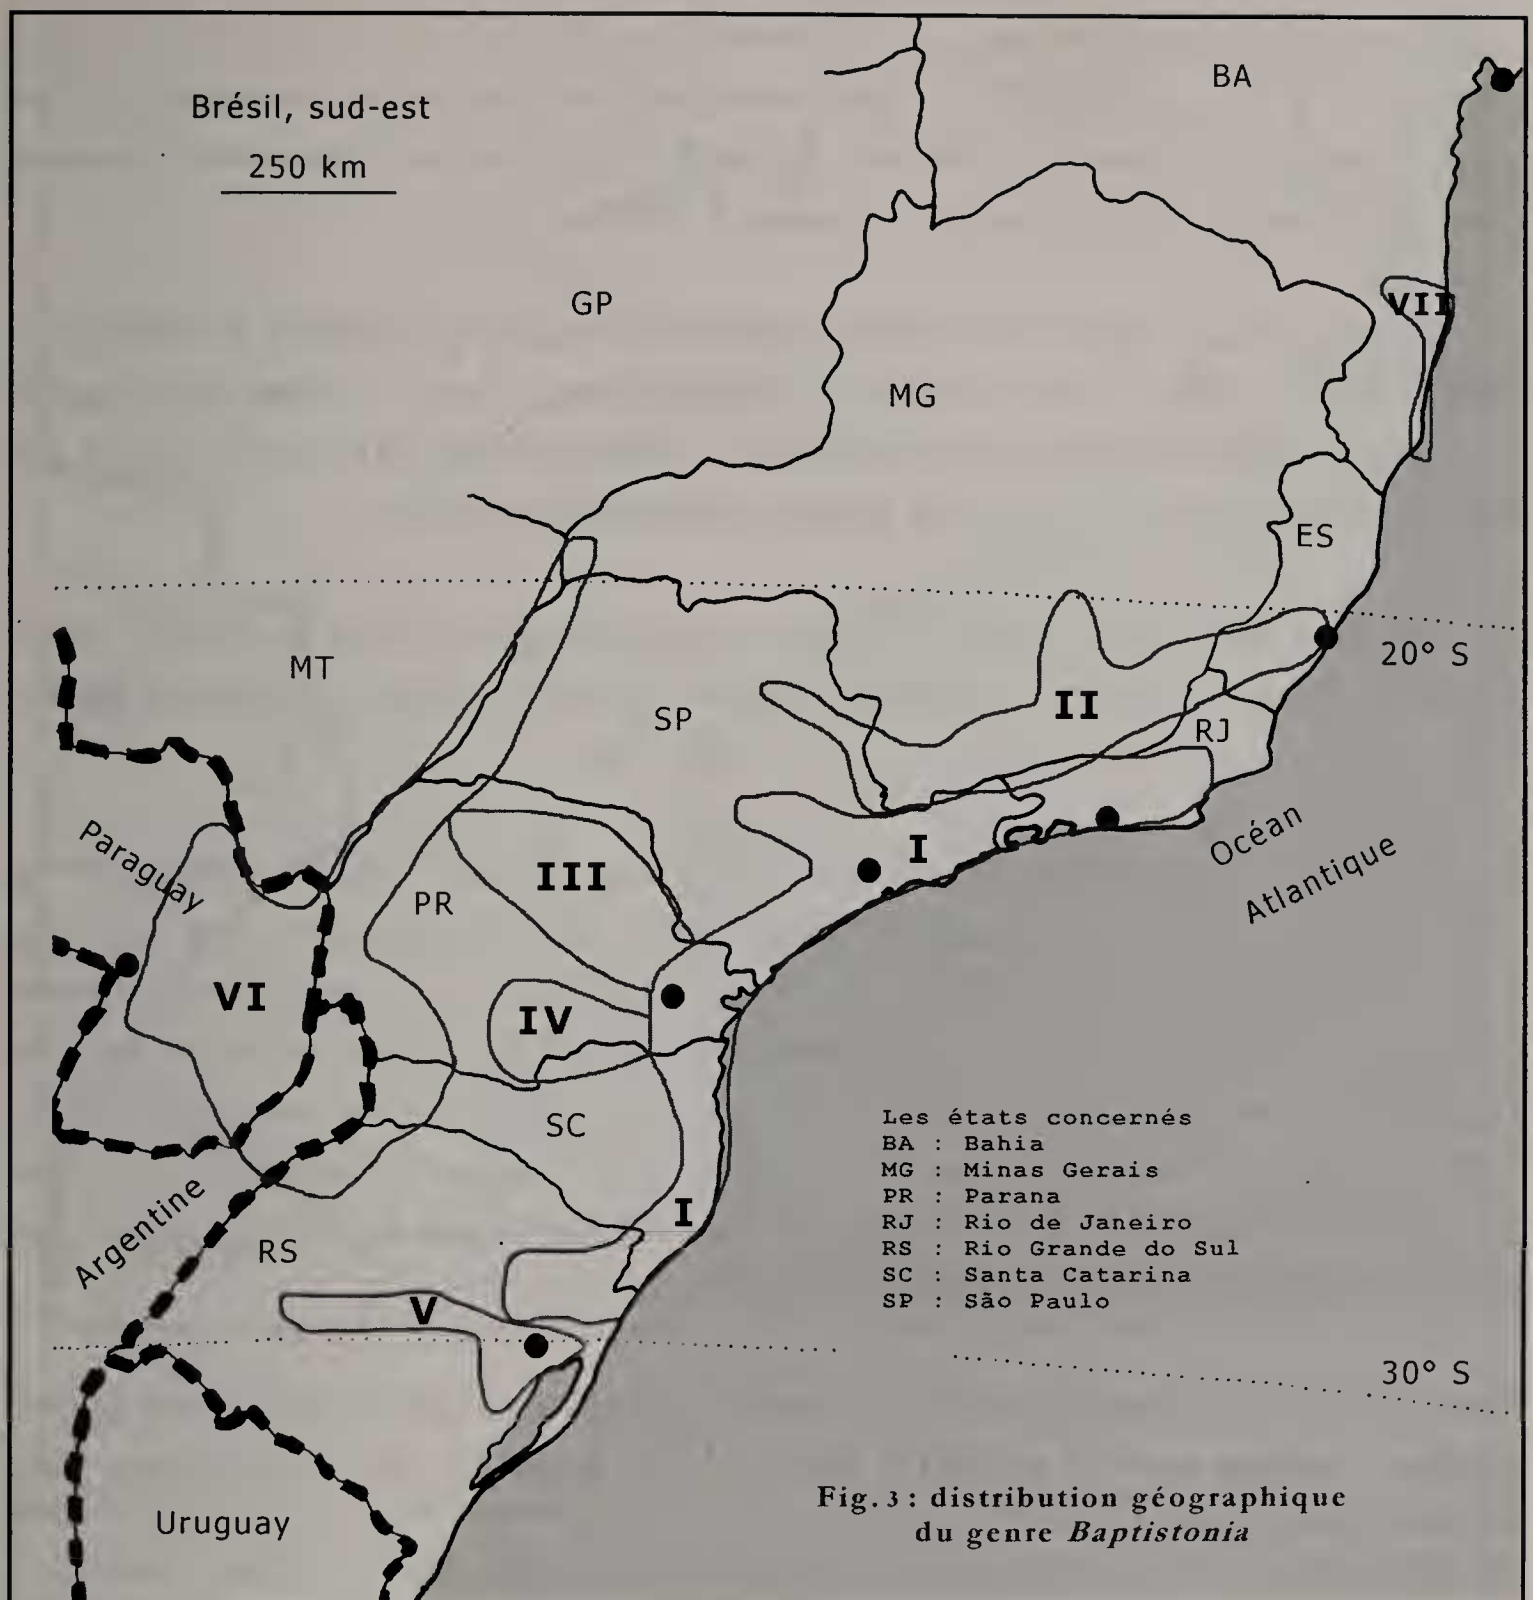 Brésil, sud-est
250 km
BA
GP
VII
MG
ES
20° S
MT
SP
II
RJ
Océan
Atlantique
Paraguay
I
III
PR
VI
IV
SC
I
Argentine
RS
V
Les états concernés
BA : Bahia
MG : Minas Gerais
PR : Parana
RJ : Rio de Janeiro
RS : Rio Grande do Sul
SC : Santa Catarina
SP : São Paulo
30° S
Uruguay
Fig. 3 : distribution géographique
du genre Baptistonia